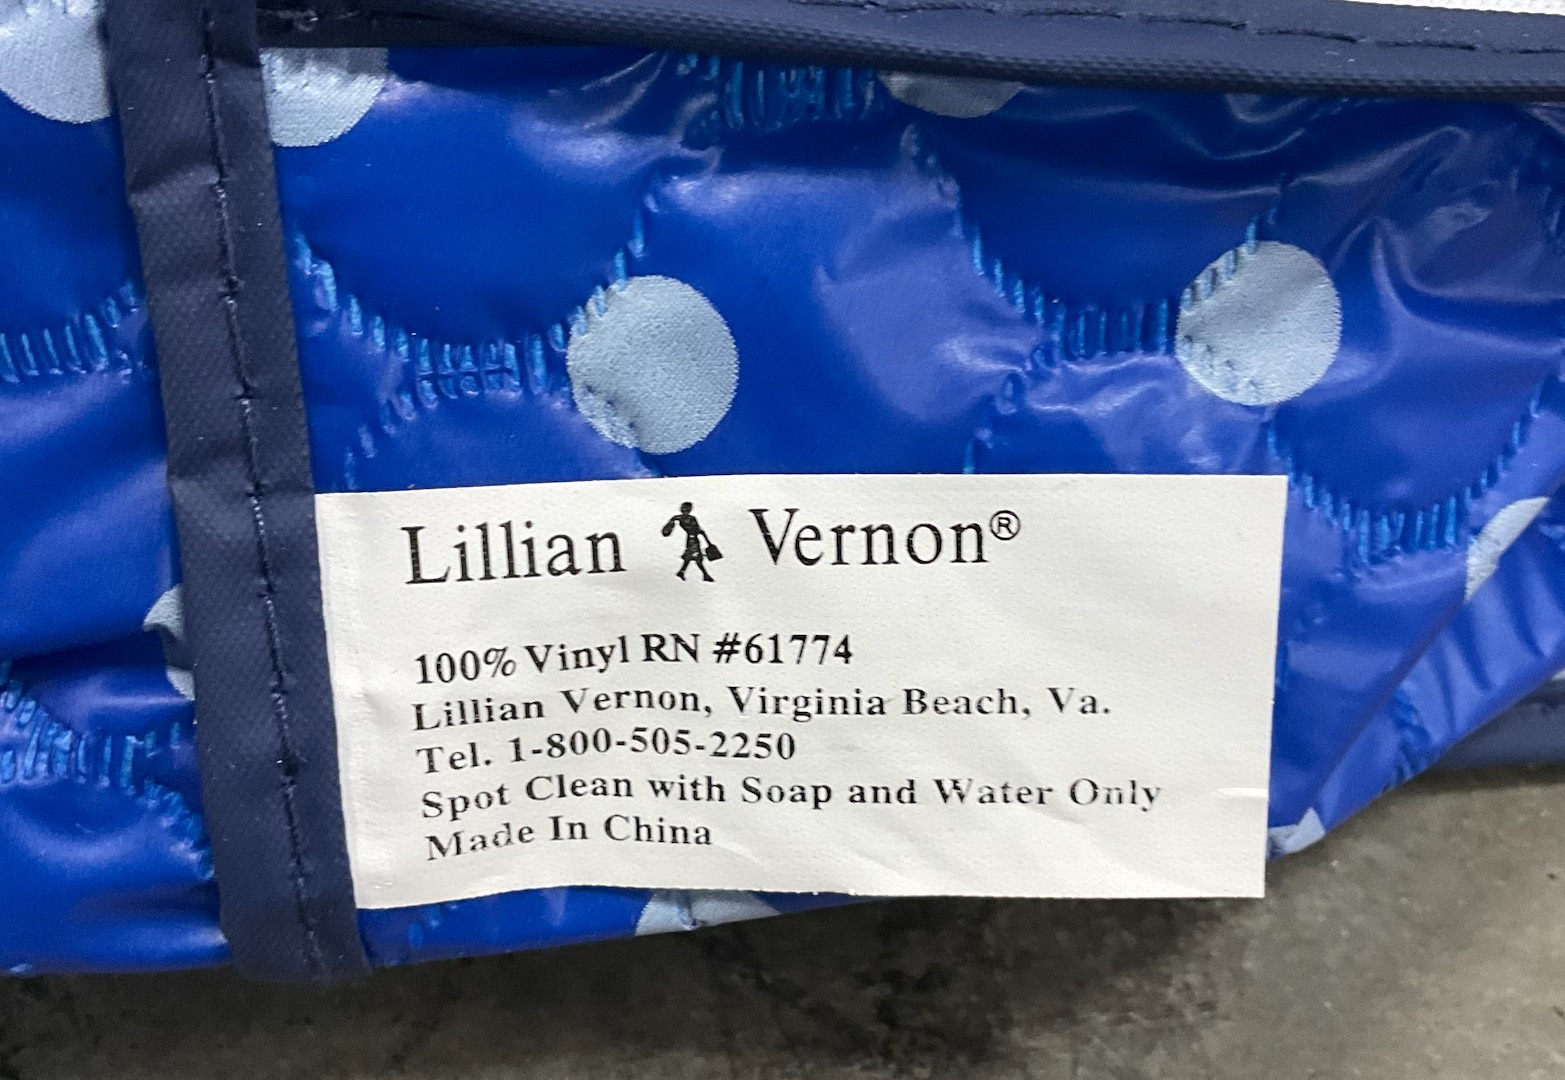 Lillian Vernon®
100% Vinyl RN #61774
Lillian Vernon, Virginia Beach, Va.
Tel. 1-800-505-2250
Spot Clean with Soap and Water Only
Made In China